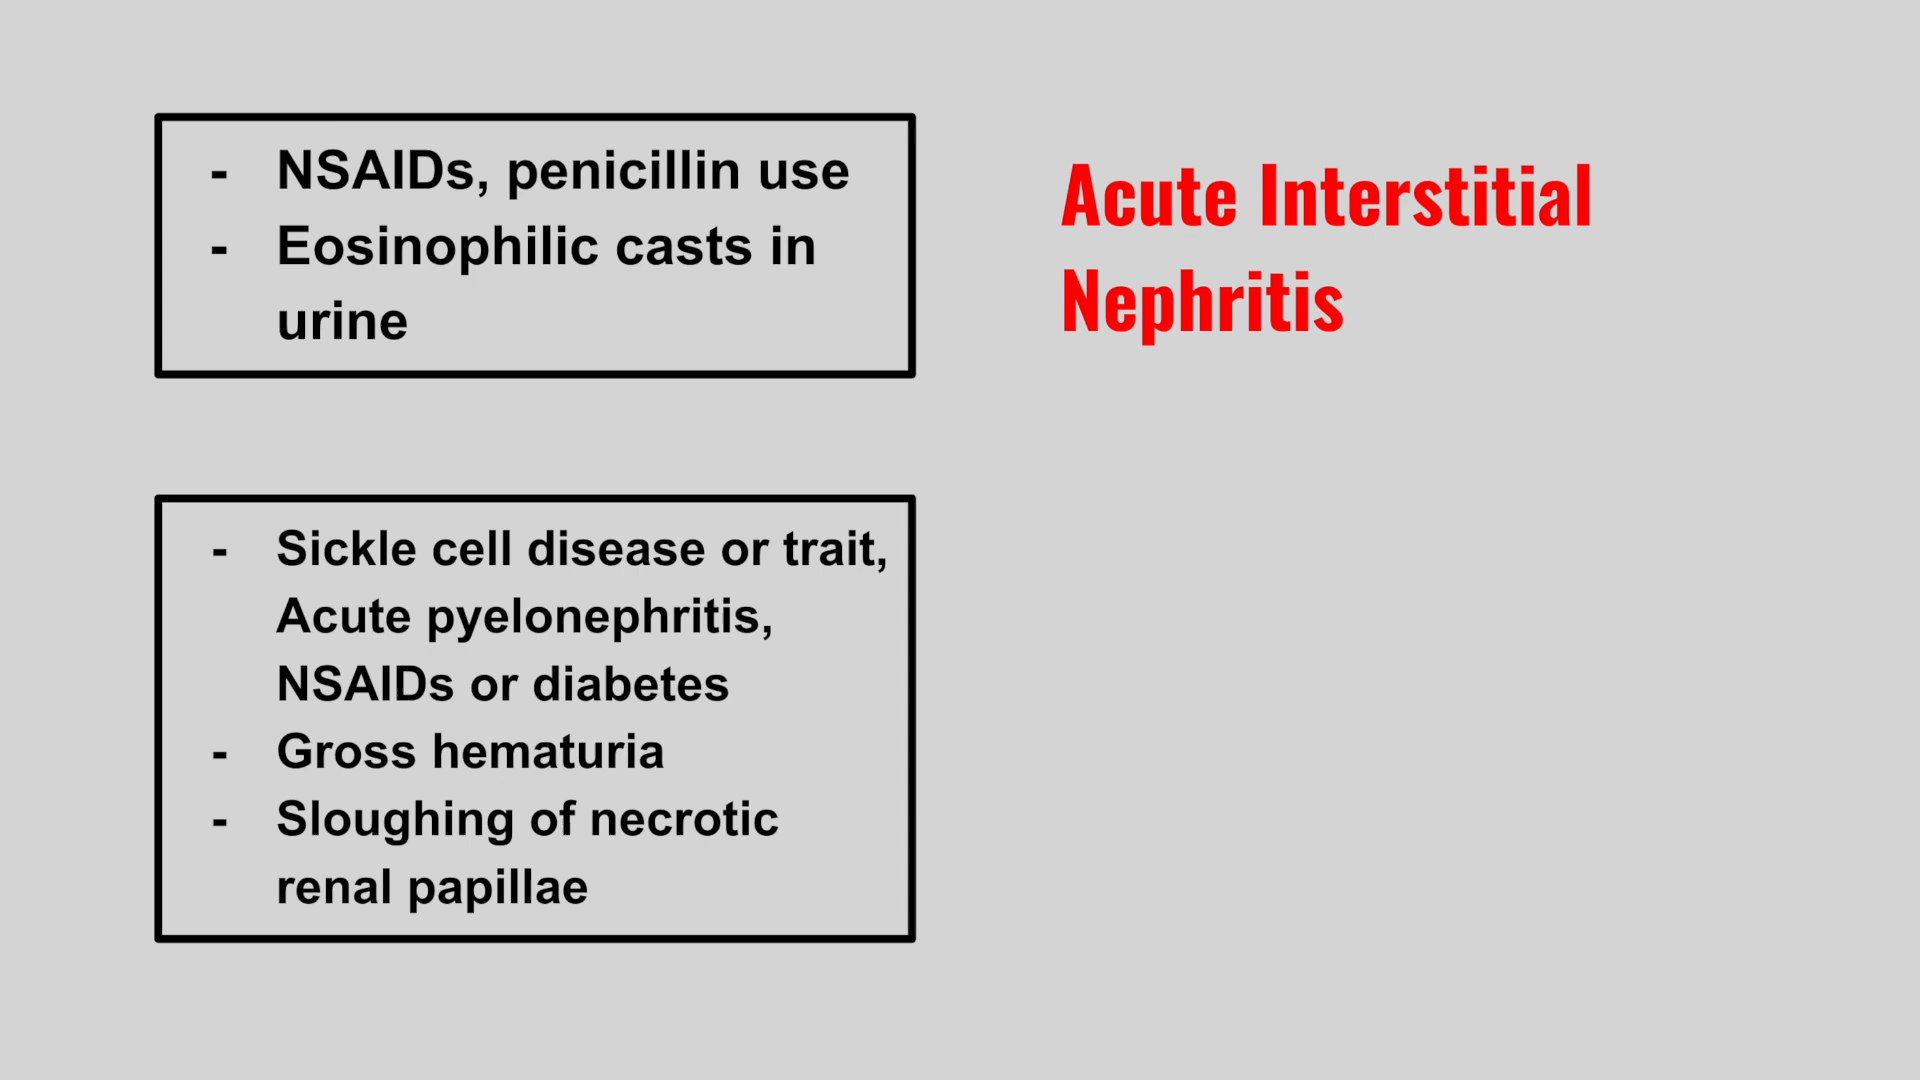 - NSAIDs, penicillin use
- Eosinophilic casts in
urine
Acute Interstitial
Nephritis
- Sickle cell disease or trait,
Acute pyelonephritis,
NSAIDs or diabetes
- Gross hematuria
- Sloughing of necrotic
renal papillae